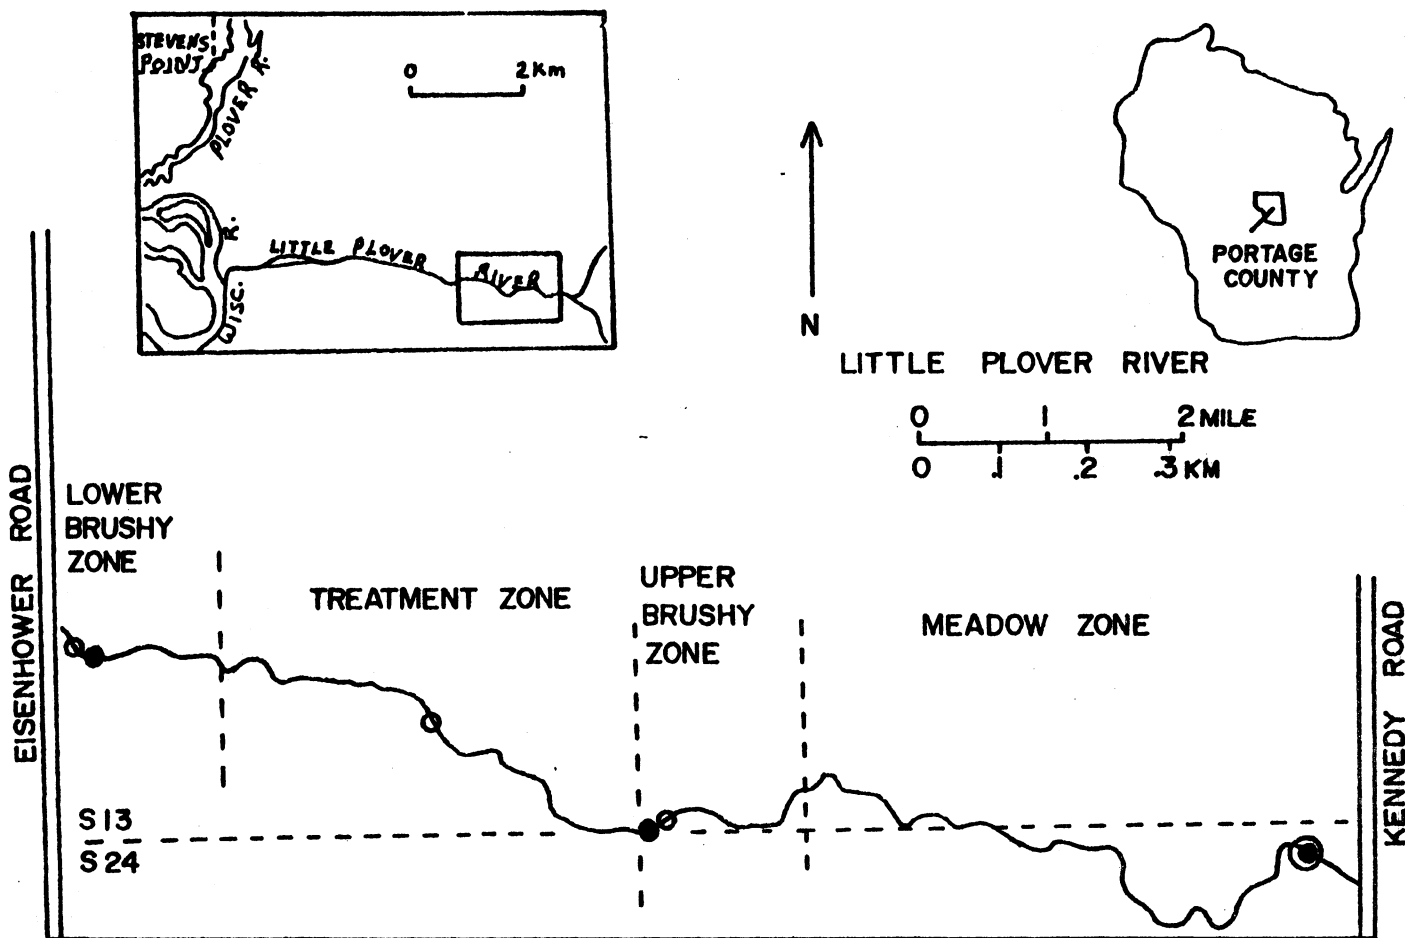 STEVENS
POINT
PLOVER R.
0 2 Km
WISC. R.
LITTLE PLOVER RIVER
N
PORTAGE
COUNTY
LITTLE PLOVER RIVER
0 1 2 MILE
0 .1 .2 .3 KM
EISENHOWER ROAD
LOWER
BRUSHY
ZONE
TREATMENT ZONE
UPPER
BRUSHY
ZONE
MEADOW ZONE
KENNEDY ROAD
S13
S24